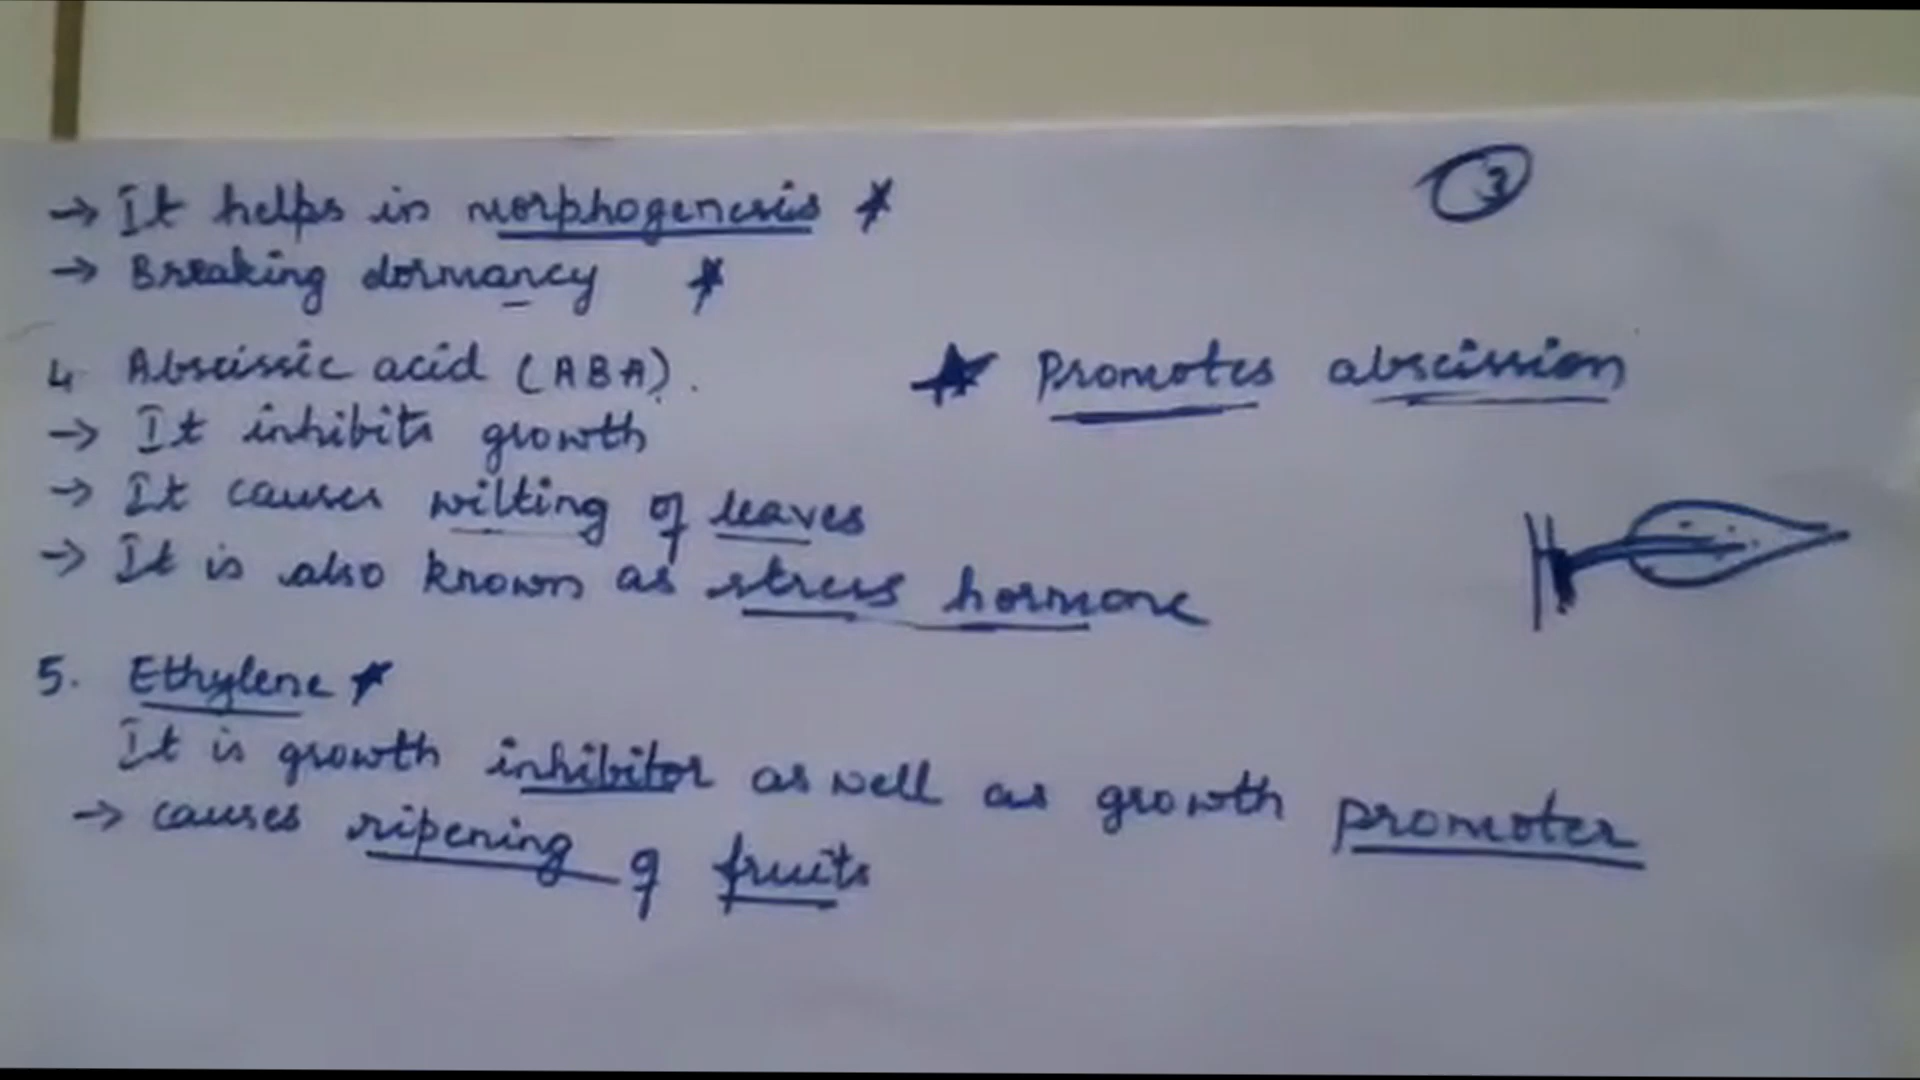 3
→ It helps in morphogenesis *
→ Breaking dormancy *
4 Abscissic acid (ABA). ★ Promotes abscission
→ It inhibits growth
→ It causes wilting of leaves
→ It is also known as stress hormone
5. Ethylene ★
It is growth inhibitor as well as growth promoter
→ causes ripening of fruits